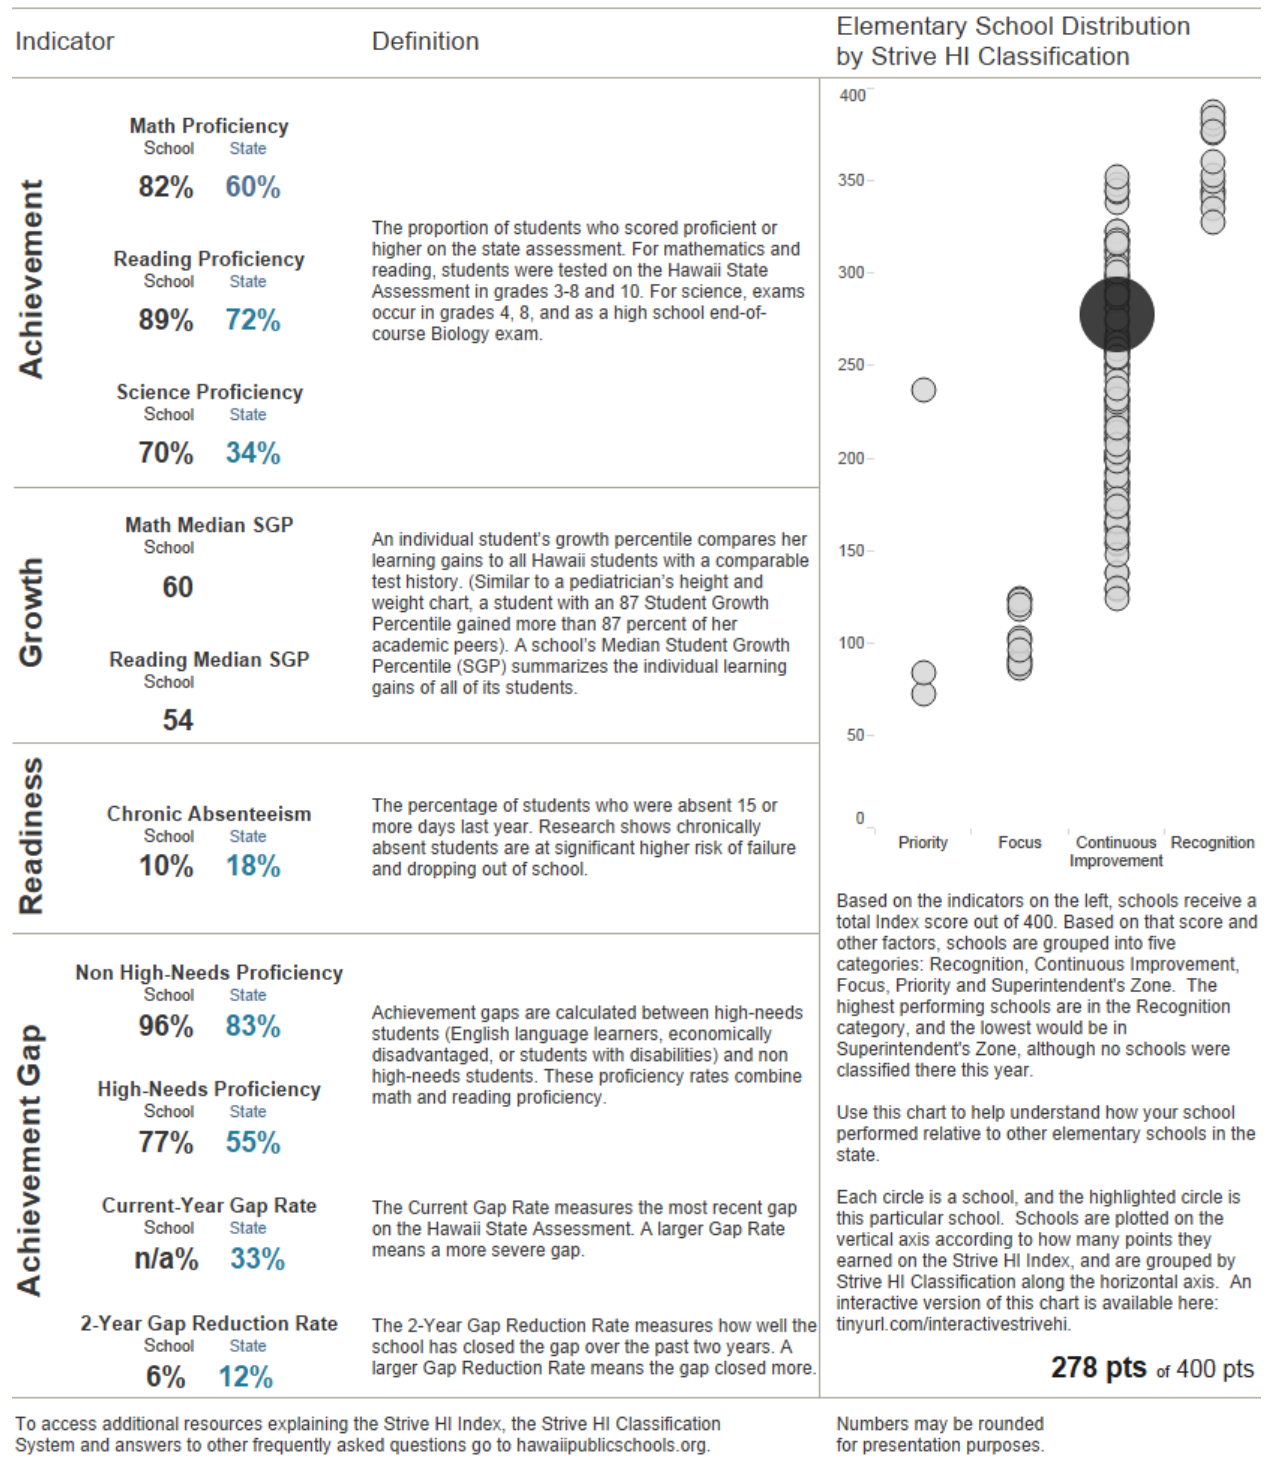 Indicator
Definition
Elementary School Distribution
by Strive HI Classification
Achievement
Math Proficiency
School State
82% 60%
Reading Proficiency
School State
89% 72%
Science Proficiency
School State
70% 34%
The proportion of students who scored proficient or
higher on the state assessment. For mathematics and
reading, students were tested on the Hawaii State
Assessment in grades 3-8 and 10. For science, exams
occur in grades 4, 8, and as a high school end-of-
course Biology exam.
Growth
Math Median SGP
School
60
Reading Median SGP
School
54
An individual student's growth percentile compares her
learning gains to all Hawaii students with a comparable
test history. (Similar to a pediatrician's height and
weight chart, a student with an 87 Student Growth
Percentile gained more than 87 percent of her
academic peers). A school's Median Student Growth
Percentile (SGP) summarizes the individual learning
gains of all of its students.
Readiness
Chronic Absenteeism
School State
10% 18%
The percentage of students who were absent 15 or
more days last year. Research shows chronically
absent students are at significant higher risk of failure
and dropping out of school.
Achievement Gap
Non High-Needs Proficiency
School State
96% 83%
High-Needs Proficiency
School State
77% 55%
Achievement gaps are calculated between high-needs
students (English language learners, economically
disadvantaged, or students with disabilities) and non
high-needs students. These proficiency rates combine
math and reading proficiency.
Current-Year Gap Rate
School State
n/a% 33%
The Current Gap Rate measures the most recent gap
on the Hawaii State Assessment. A larger Gap Rate
means a more severe gap.
2-Year Gap Reduction Rate
School State
6% 12%
The 2-Year Gap Reduction Rate measures how well the
school has closed the gap over the past two years. A
larger Gap Reduction Rate means the gap closed more.
400
350
300
250
200
150
100
50
0
Priority
Focus
Continuous
Improvement
Recognition
Based on the indicators on the left, schools receive a
total Index score out of 400. Based on that score and
other factors, schools are grouped into five
categories: Recognition, Continuous Improvement,
Focus, Priority and Superintendent's Zone. The
highest performing schools are in the Recognition
category, and the lowest would be in
Superintendent's Zone, although no schools were
classified there this year.
Use this chart to help understand how your school
performed relative to other elementary schools in the
state.
Each circle is a school, and the highlighted circle is
this particular school. Schools are plotted on the
vertical axis according to how many points they
earned on the Strive HI Index, and are grouped by
Strive HI Classification along the horizontal axis. An
interactive version of this chart is available here:
tinyurl.com/interactivestrivehi.
278 pts of 400 pts
To access additional resources explaining the Strive HI Index, the Strive HI Classification
System and answers to other frequently asked questions go to hawaiipublicschools.org.
Numbers may be rounded
for presentation purposes.